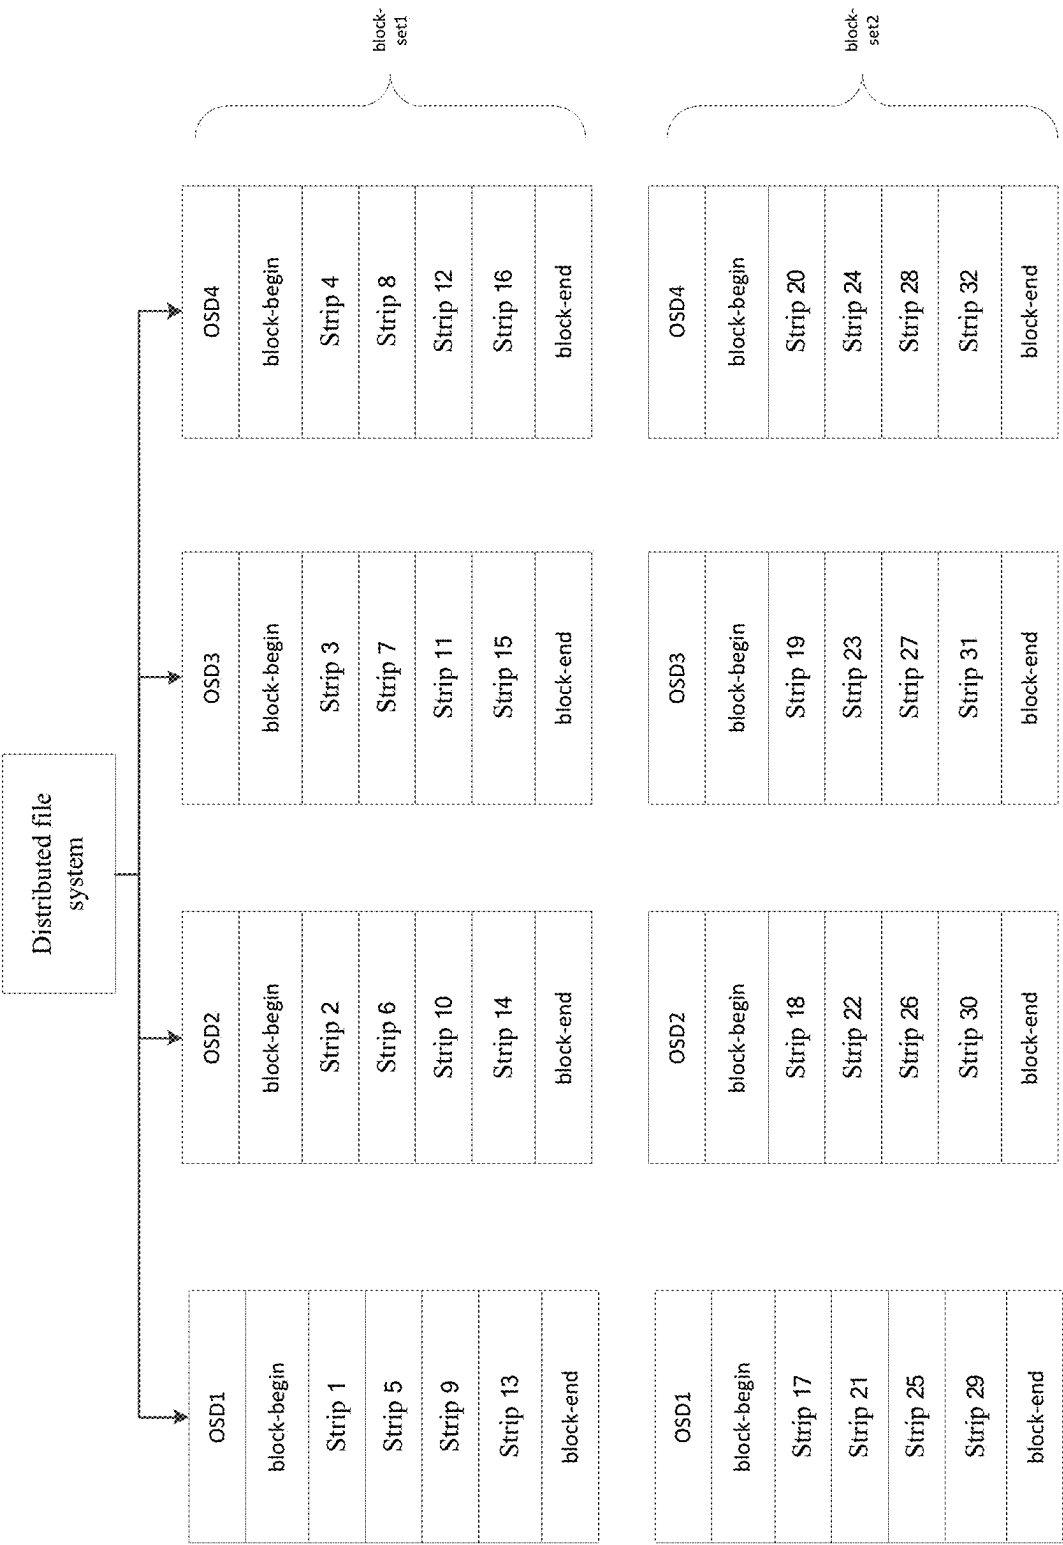 Distributed file
system
OSD1
block-begin
Strip 1
Strip 5
Strip 9
Strip 13
block-end
OSD2
block-begin
Strip 2
Strip 6
Strip 10
Strip 14
block-end
OSD3
block-begin
Strip 3
Strip 7
Strip 11
Strip 15
block-end
OSD4
block-begin
Strip 4
Strip 8
Strip 12
Strip 16
block-end
block-
set1
OSD1
block-begin
Strip 17
Strip 21
Strip 25
Strip 29
block-end
OSD2
block-begin
Strip 18
Strip 22
Strip 26
Strip 30
block-end
OSD3
block-begin
Strip 19
Strip 23
Strip 27
Strip 31
block-end
OSD4
block-begin
Strip 20
Strip 24
Strip 28
Strip 32
block-end
block-
set2